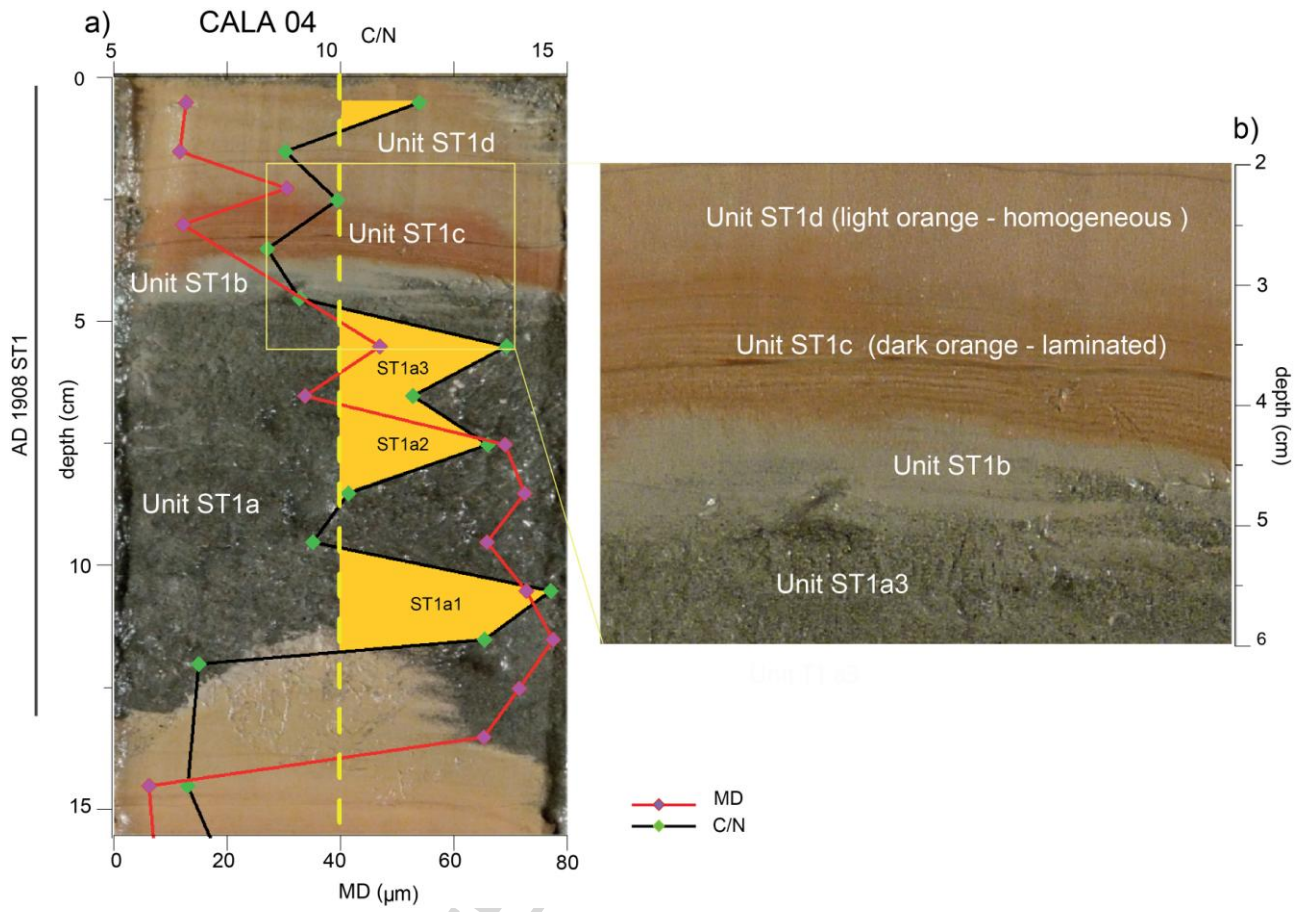 a)
CALA 04
5
10
C/N
15
0
Unit ST1d
Unit ST1c
Unit ST1b
5
ST1a3
ST1a2
Unit ST1a
10
ST1a1
15
AD 1908 ST1
depth (cm)
0
20
40
60
80
MD (µm)
b)
2
Unit ST1d (light orange - homogeneous )
3
Unit ST1c (dark orange - laminated)
4
Unit ST1b
5
Unit ST1a3
6
depth (cm)
MD
C/N